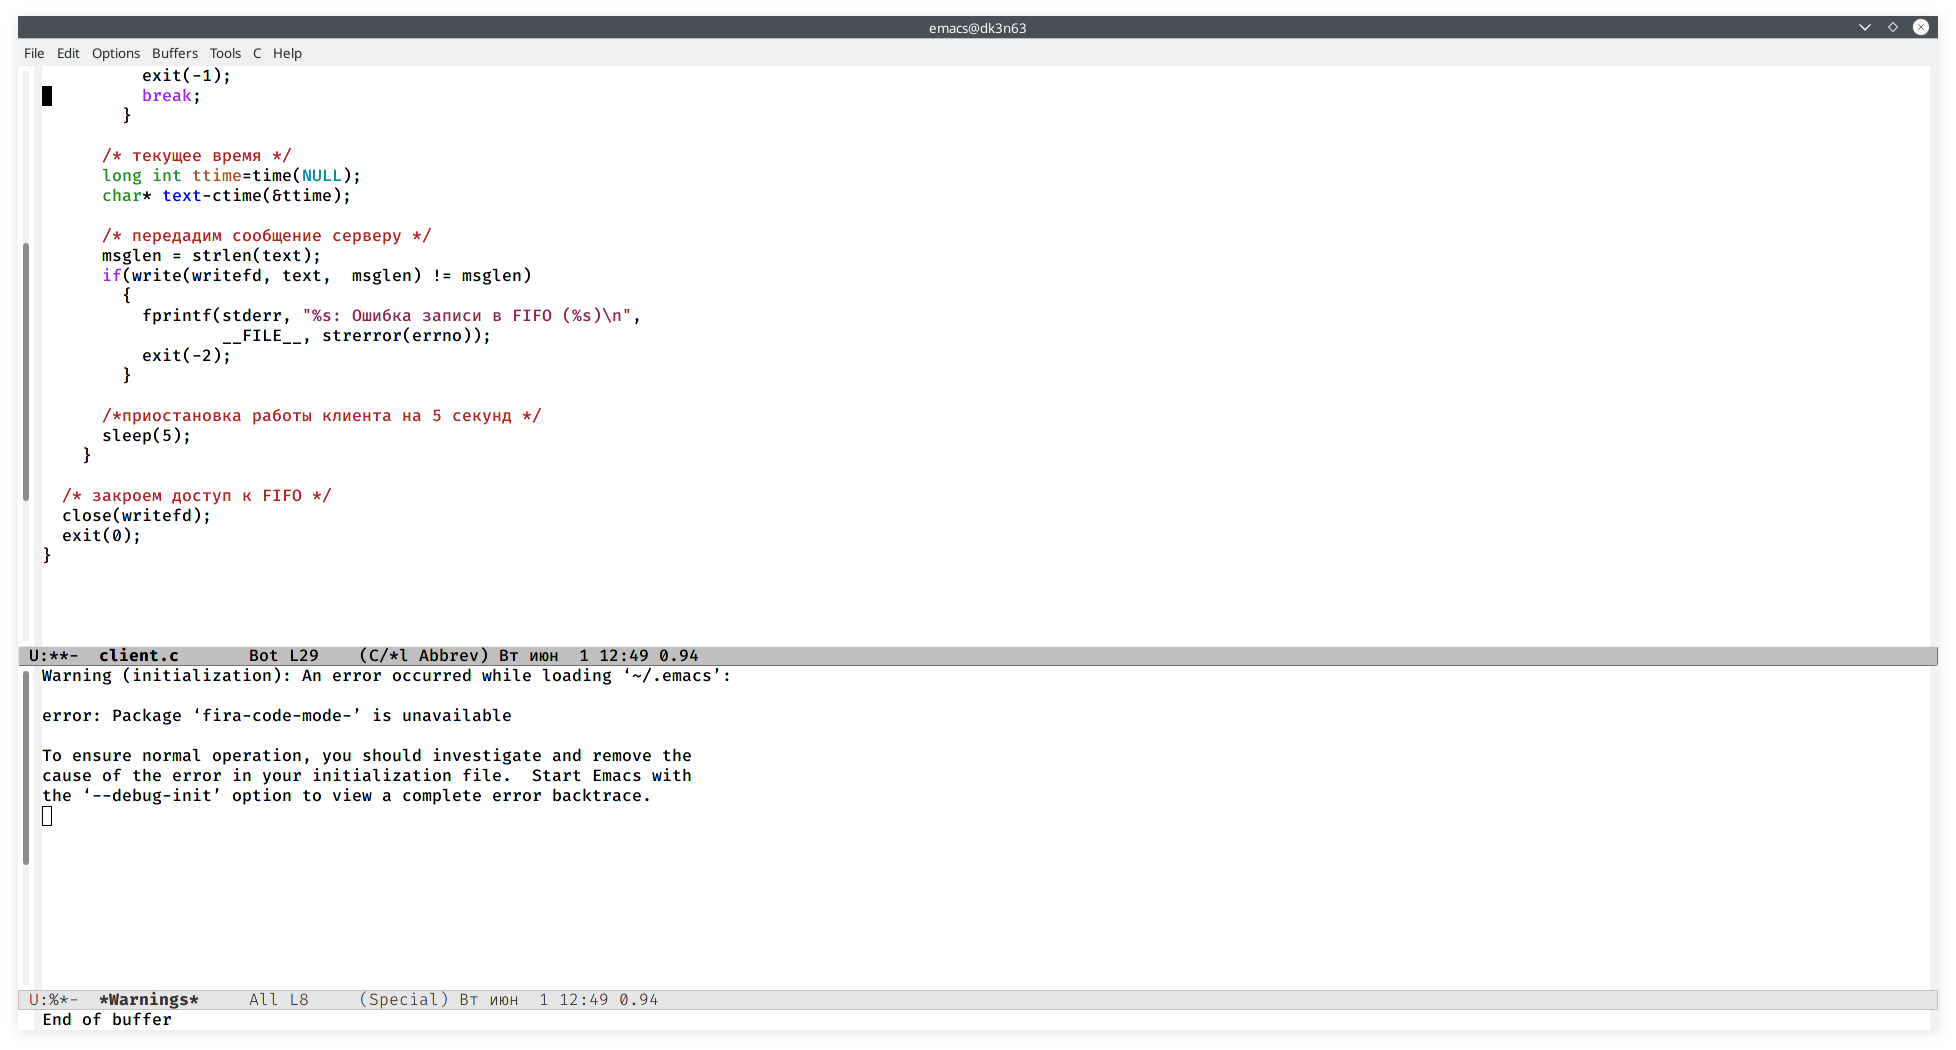 emacs@dk3n63
File Edit Options Buffers Tools C Help
exit(-1);
break;
}
/* текущее время */
long int ttime=time(NULL);
char* text-ctime(&ttime);
/* передадим сообщение серверу */
msglen = strlen(text);
if(write(writefd, text,  msglen) != msglen)
{
fprintf(stderr, "%s: Ошибка записи в FIFO (%s)\n",
__FILE__, strerror(errno));
exit(-2);
}
/*приостановка работы клиента на 5 секунд */
sleep(5);
}
/* закроем доступ к FIFO */
close(writefd);
exit(0);
}
U:**-  client.c       Bot L29    (C/*l Abbrev) Вт июн  1 12:49 0.94
Warning (initialization): An error occurred while loading ‘~/.emacs’:
error: Package ‘fira-code-mode-’ is unavailable
To ensure normal operation, you should investigate and remove the
cause of the error in your initialization file.  Start Emacs with
the ‘--debug-init’ option to view a complete error backtrace.
U:%*-  *Warnings*     All L8     (Special) Вт июн  1 12:49 0.94
End of buffer